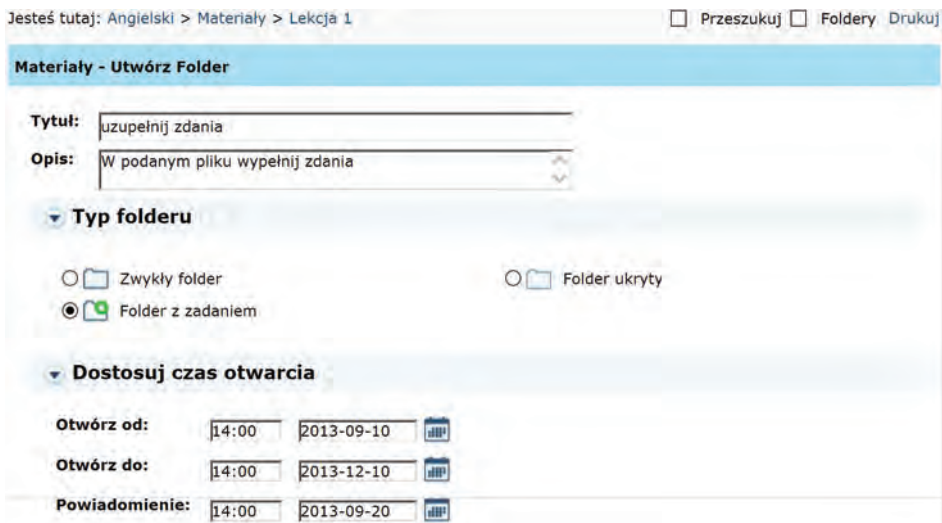 Jesteś tutaj: Angielski > Materiały > Lekcja 1 Przeszukuj Foldery Drukuj
Materiały - Utwórz Folder
Tytuł: uzupełnij zdania
Opis: W podanym pliku wypełnij zdania
Typ folderu
Zwykły folder Folder ukryty
Folder z zadaniem
Dostosuj czas otwarcia
Otwórz od: 14:00 2013-09-10
Otwórz do: 14:00 2013-12-10
Powiadomienie: 14:00 2013-09-20